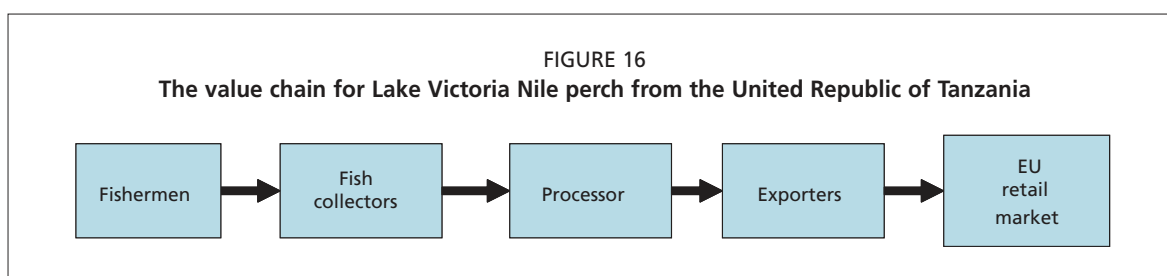 FIGURE 16
The value chain for Lake Victoria Nile perch from the United Republic of Tanzania
Fishermen
Fish
collectors
Processor
Exporters
EU
retail
market